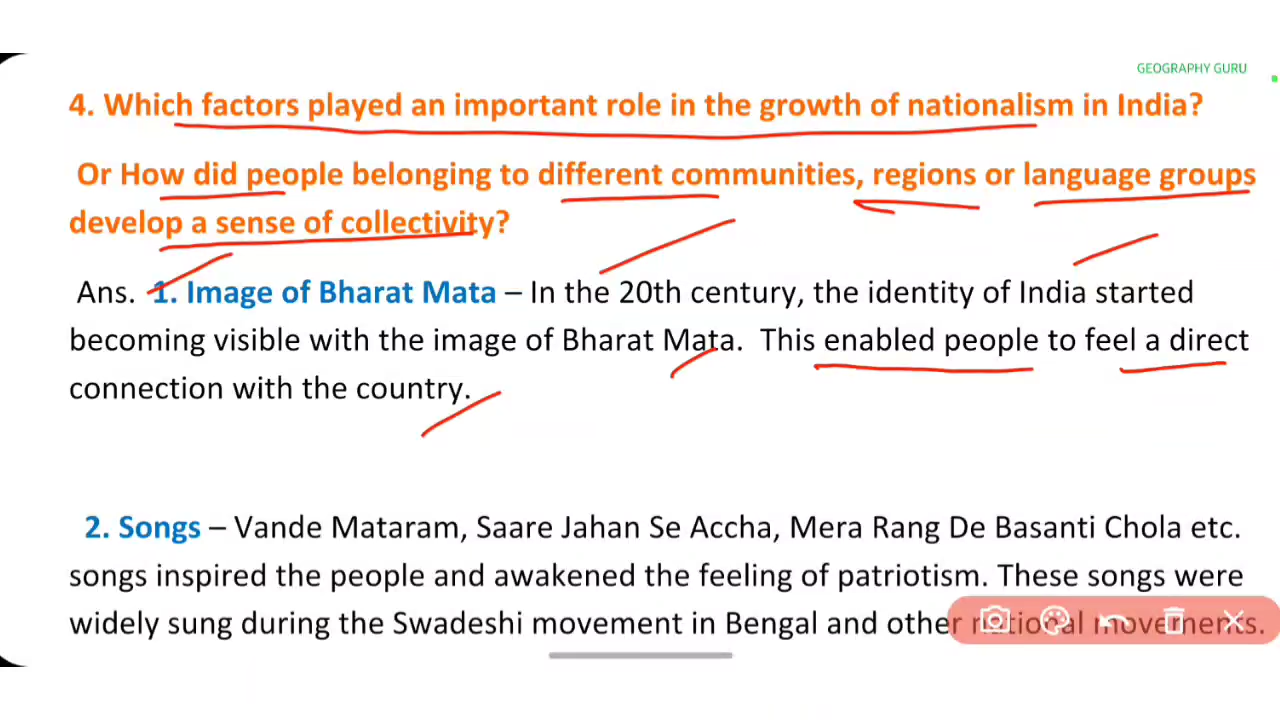 GEOGRAPHY GURU
4. Which factors played an important role in the growth of nationalism in India?
Or How did people belonging to different communities, regions or language groups
develop a sense of collectivity?
Ans. 1. Image of Bharat Mata – In the 20th century, the identity of India started
becoming visible with the image of Bharat Mata. This enabled people to feel a direct
connection with the country.
2. Songs – Vande Mataram, Saare Jahan Se Accha, Mera Rang De Basanti Chola etc.
songs inspired the people and awakened the feeling of patriotism. These songs were
widely sung during the Swadeshi movement in Bengal and other national movements.